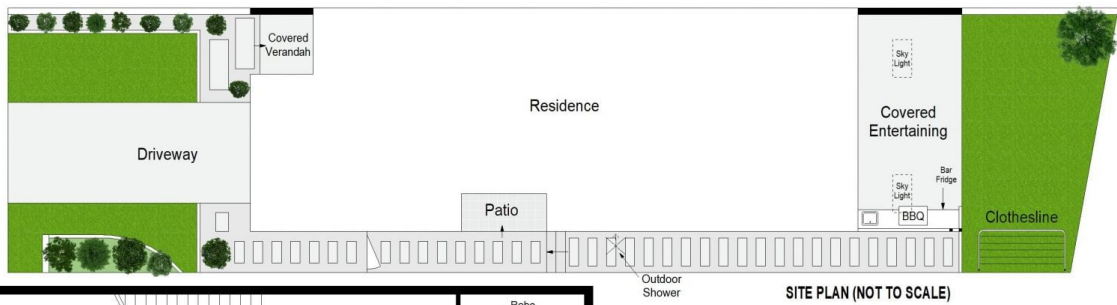 Covered
Verandah
Residence
Sky
Light
Covered
Entertaining
Driveway
Bar
Fridge
Sky
Light
Patio
BBQ
Clothesline
Outdoor
Shower
SITE PLAN (NOT TO SCALE)